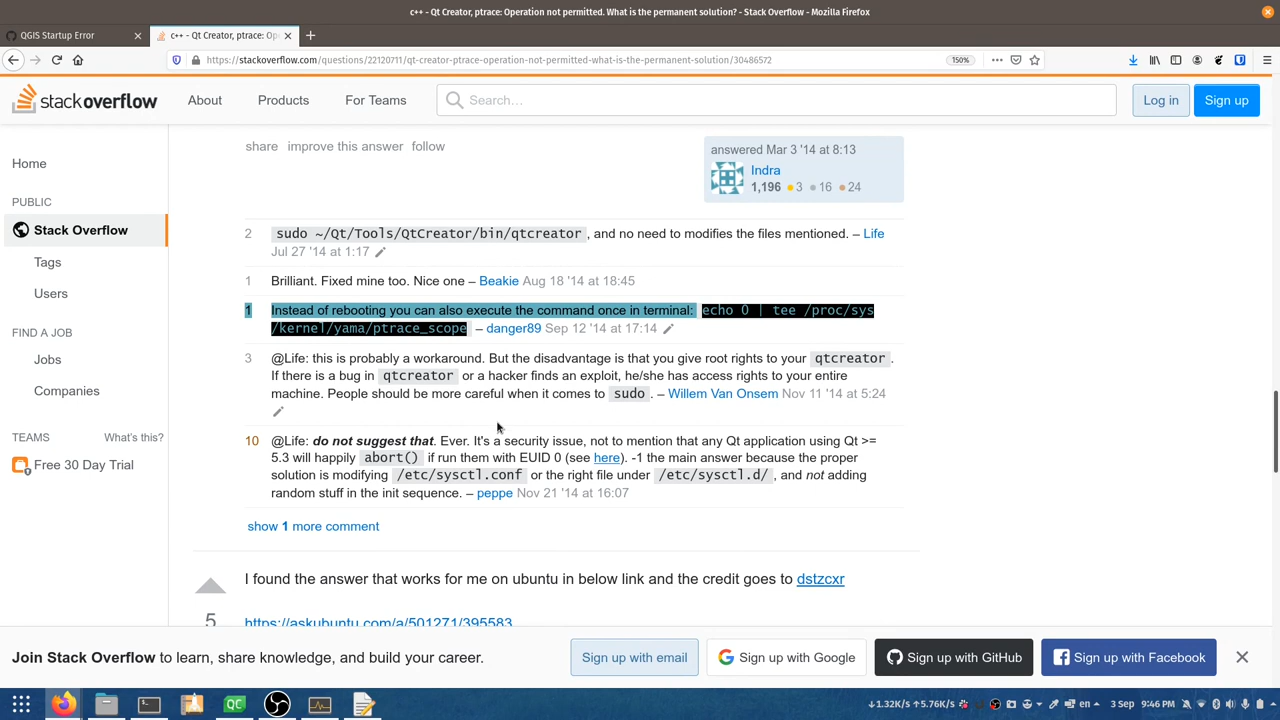 c++ - Qt Creator, ptrace: Operation not permitted. What is the permanent solution? - Stack Overflow - Mozilla Firefox
QGIS Startup Error
c++ - Qt Creator, ptrace: Op
https://stackoverflow.com/questions/22120711/qt-creator-ptrace-operation-not-permitted-what-is-the-permanent-solution/30486572
150%
stackoverflow
About
Products
For Teams
Search...
Log in
Sign up
Home
PUBLIC
Stack Overflow
Tags
Users
FIND A JOB
Jobs
Companies
TEAMS
What's this?
Free 30 Day Trial
share improve this answer follow
answered Mar 3 '14 at 8:13
Indra
1,196 3 16 24
2 sudo ~/Qt/Tools/QtCreator/bin/qtcreator , and no need to modifies the files mentioned. – Life
Jul 27 '14 at 1:17
1 Brilliant. Fixed mine too. Nice one – Beakie Aug 18 '14 at 18:45
1 Instead of rebooting you can also execute the command once in terminal: echo 0 | tee /proc/sys
/kernel/yama/ptrace_scope – danger89 Sep 12 '14 at 17:14
3 @Life: this is probably a workaround. But the disadvantage is that you give root rights to your qtcreator .
If there is a bug in qtcreator or a hacker finds an exploit, he/she has access rights to your entire
machine. People should be more careful when it comes to sudo . – Willem Van Onsem Nov 11 '14 at 5:24
10 @Life: do not suggest that. Ever. It's a security issue, not to mention that any Qt application using Qt >=
5.3 will happily abort() if run them with EUID 0 (see here). -1 the main answer because the proper
solution is modifying /etc/sysctl.conf or the right file under /etc/sysctl.d/ , and not adding
random stuff in the init sequence. – peppe Nov 21 '14 at 16:07
show 1 more comment
I found the answer that works for me on ubuntu in below link and the credit goes to dstzcxr
5
https://askubuntu.com/a/501271/395583
Join Stack Overflow to learn, share knowledge, and build your career.
Sign up with email
Sign up with Google
Sign up with GitHub
Sign up with Facebook
↓1.32K/s ↑5.76K/s
en
3 Sep 9:46 PM